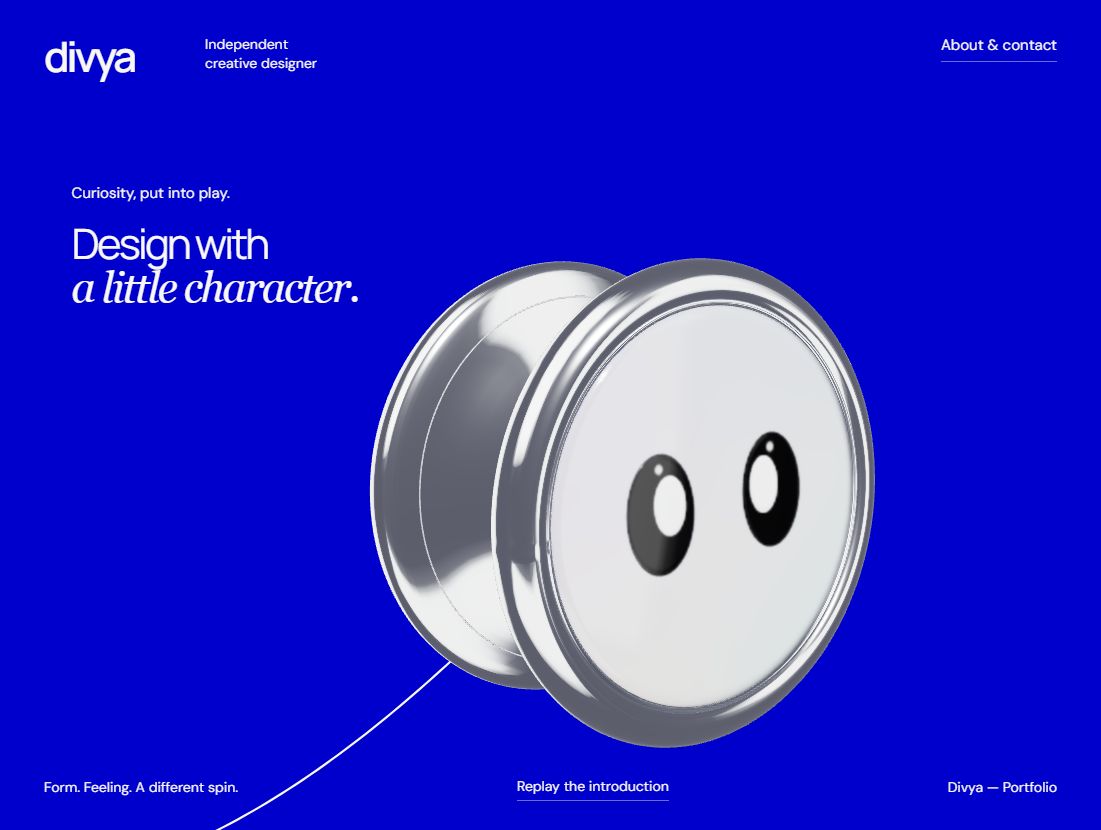 divya
Independent
creative designer
About & contact
Curiosity, put into play.
Design with
a little character.
Form. Feeling. A different spin.
Replay the introduction
Divya — Portfolio